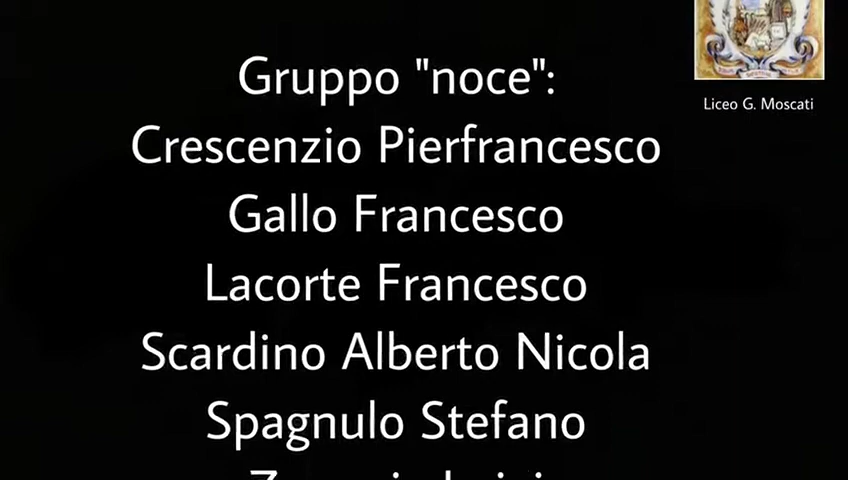 Gruppo "noce":
Crescenzio Pierfrancesco
Gallo Francesco
Lacorte Francesco
Scardino Alberto Nicola
Spagnulo Stefano
Liceo G. Moscati